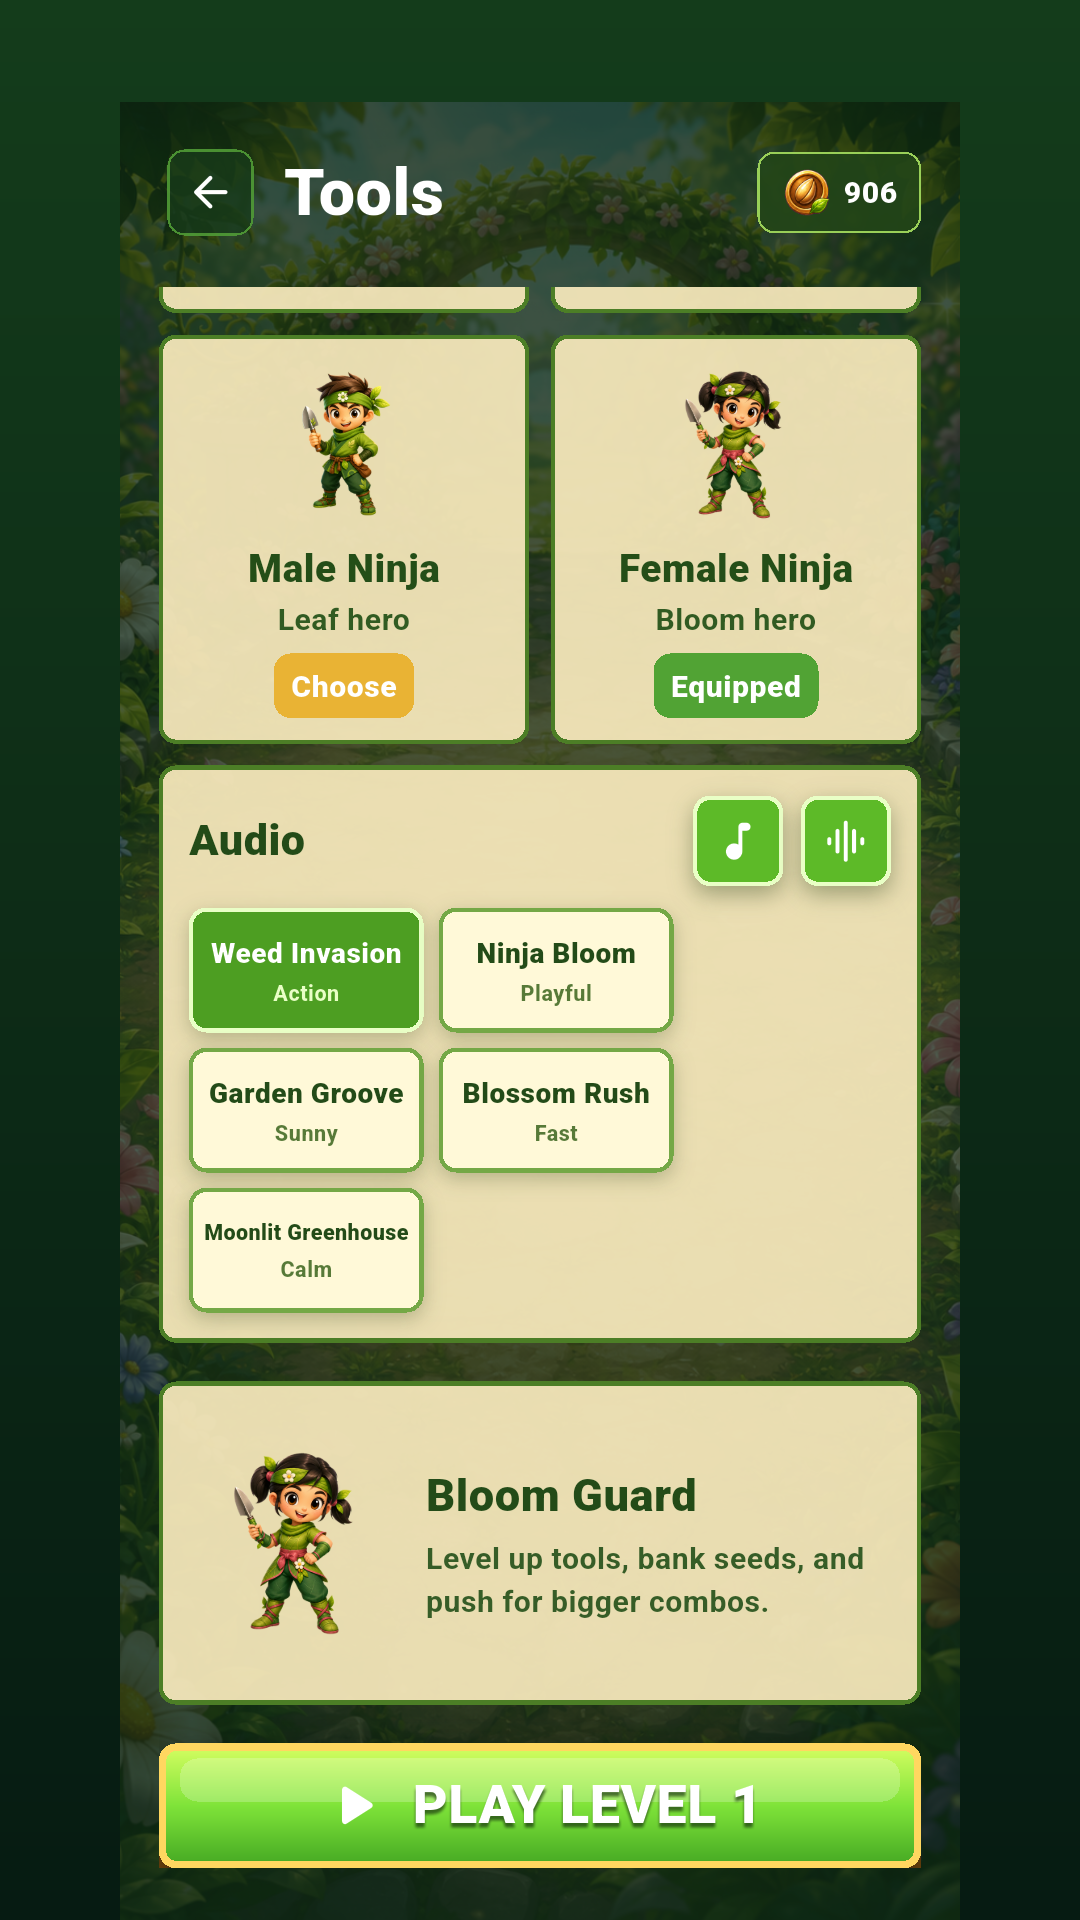 Tools
906
Male Ninja
Leaf hero
Choose
Female Ninja
Bloom hero
Equipped
Audio
Weed Invasion
Action
Ninja Bloom
Playful
Garden Groove
Sunny
Blossom Rush
Fast
Moonlit Greenhouse
Calm
Bloom Guard
Level up tools, bank seeds, and
push for bigger combos.
PLAY LEVEL 1